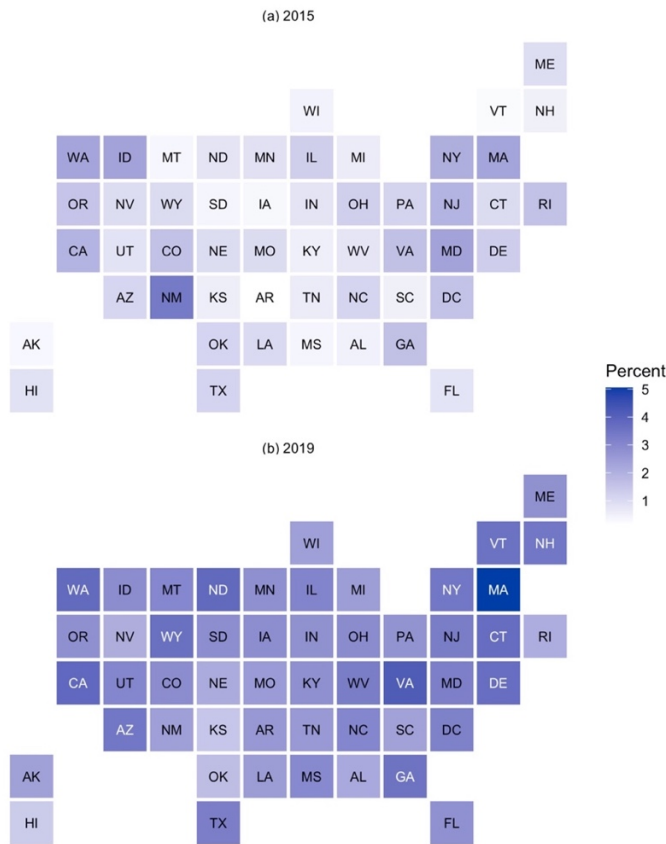 (a) 2015
ME
WI VT NH
WA ID MT ND MN IL MI NY MA
OR NV WY SD IA IN OH PA NJ CT RI
CA UT CO NE MO KY WV VA MD DE
AZ NM KS AR TN NC SC DC
AK OK LA MS AL GA
HI TX FL
Percent
5
4
3
2
1
(b) 2019
ME
WI VT NH
WA ID MT ND MN IL MI NY MA
OR NV WY SD IA IN OH PA NJ CT RI
CA UT CO NE MO KY WV VA MD DE
AZ NM KS AR TN NC SC DC
AK OK LA MS AL GA
HI TX FL